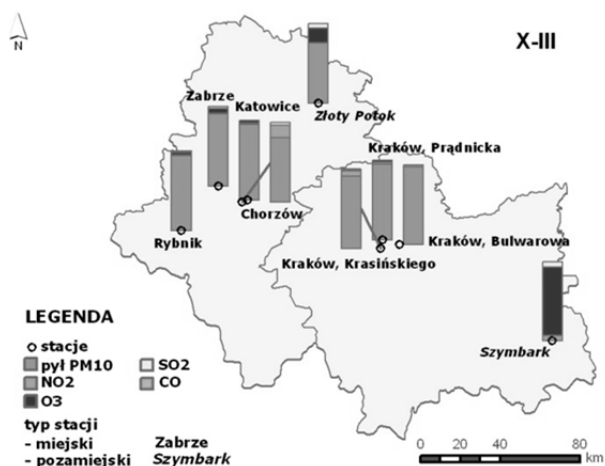 N
X-III
Zabrze
Katowice
Złoty Potok
Kraków, Prądnicka
Chorzów
Rybnik
Kraków, Bulwarowa
Kraków, Krasińskiego
LEGENDA
stacje
pył PM10
SO2
NO2
CO
O3
Szymbark
typ stacji
- miejski Zabrze
- pozamiejski Szymbark
0 20 40 80
km